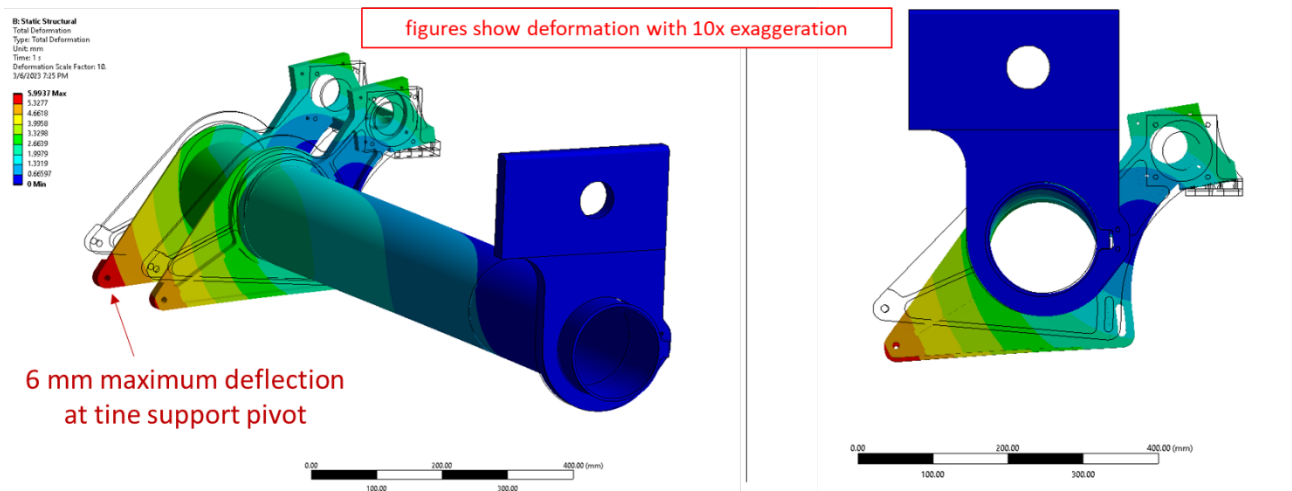 B: Static Structural
Total Deformation
Type: Total Deformation
Unit: mm
Time: 1 s
Deformation Scale Factor: 10.
3/6/2023 7:25 PM
5.9937 Max
5.3277
4.6618
3.9958
3.3298
2.6639
1.9979
1.3319
0.66597
0 Min
figures show deformation with 10x exaggeration
6 mm maximum deflection
at tine support pivot
0.00 200.00 400.00 (mm)
100.00 300.00
0.00 200.00 400.00 (mm)
100.00 300.00